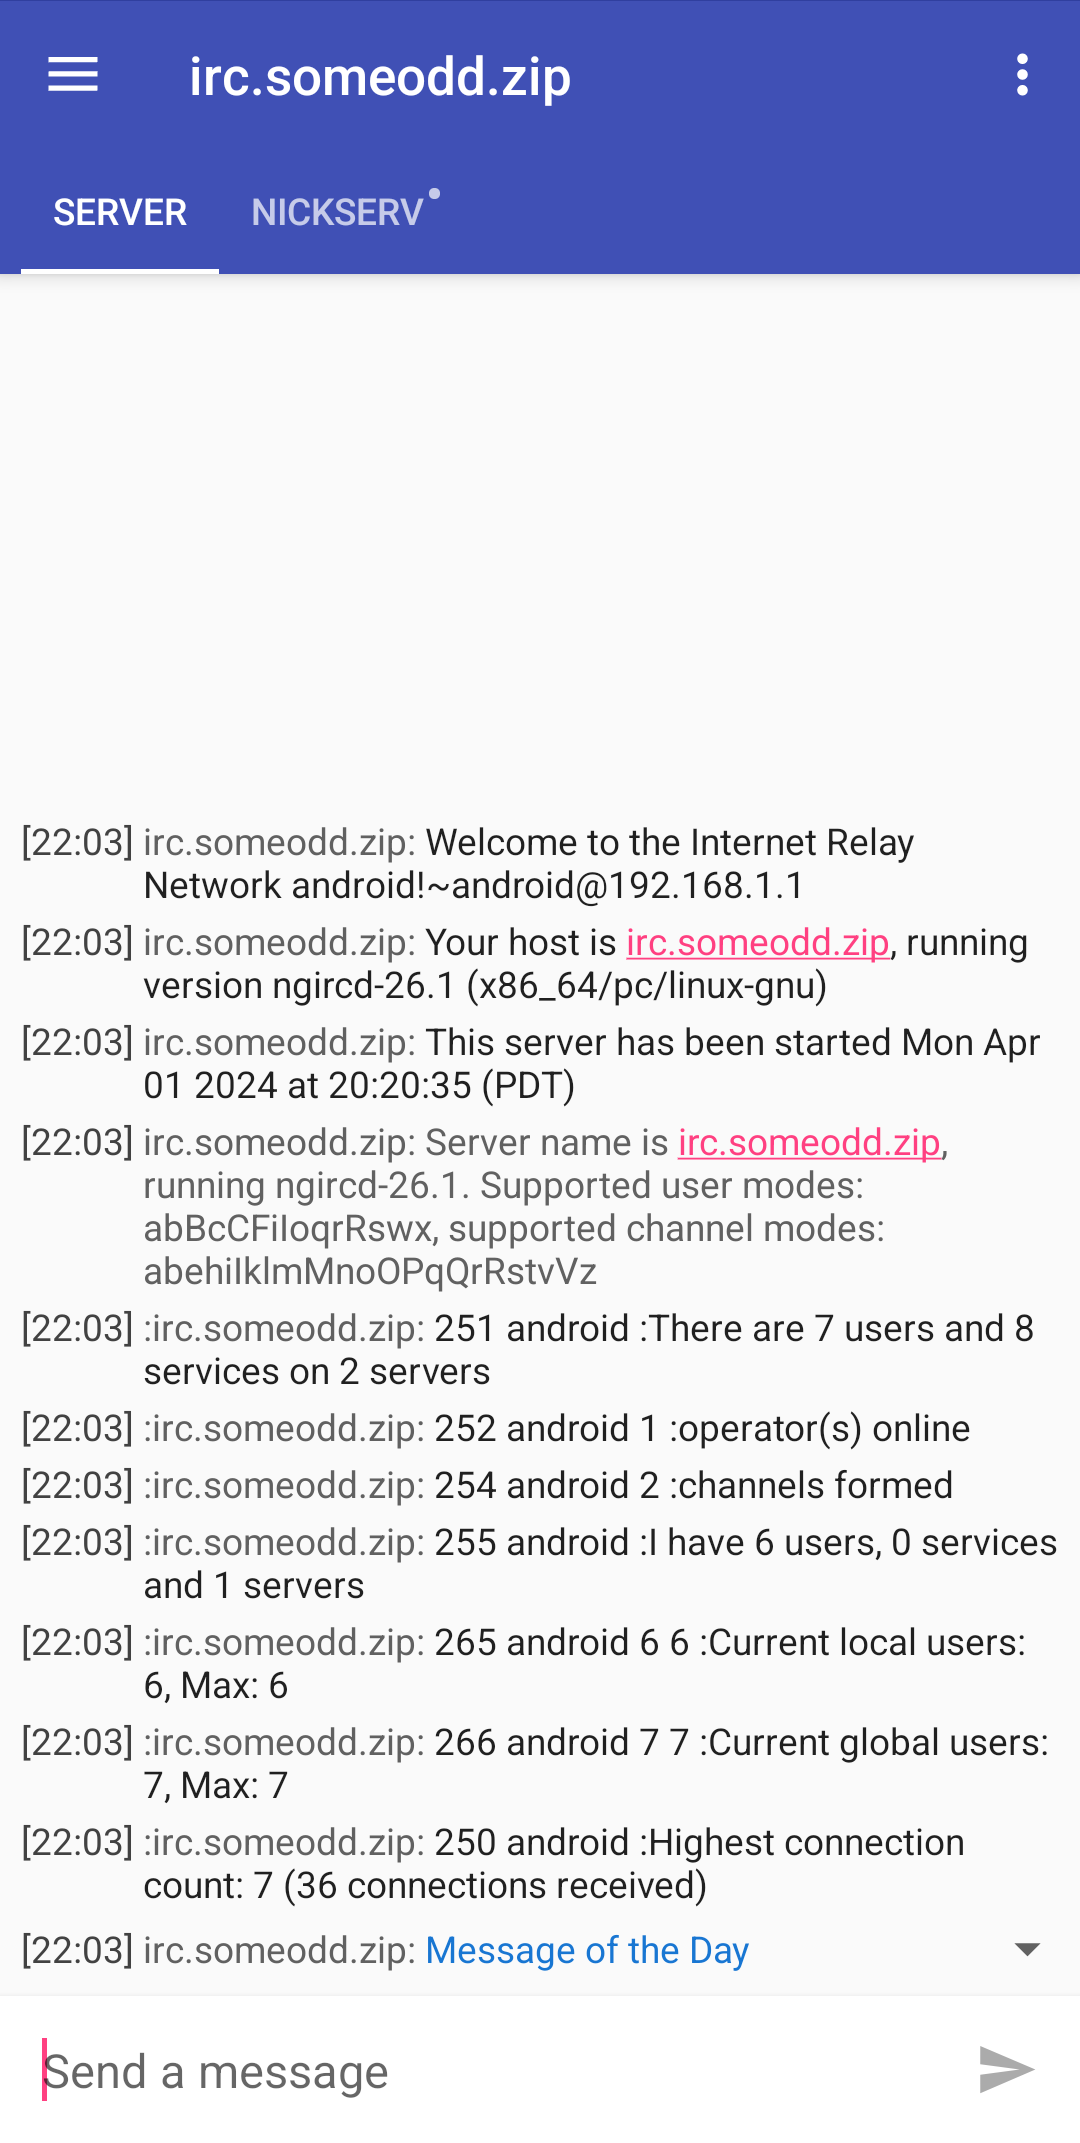 irc.someodd.zip
SERVER
NICKSERV
[22:03] irc.someodd.zip: Welcome to the Internet Relay
Network android!~android@192.168.1.1
[22:03] irc.someodd.zip: Your host is irc.someodd.zip, running
version ngircd-26.1 (x86_64/pc/linux-gnu)
[22:03] irc.someodd.zip: This server has been started Mon Apr
01 2024 at 20:20:35 (PDT)
[22:03] irc.someodd.zip: Server name is irc.someodd.zip,
running ngircd-26.1. Supported user modes:
abBcCFiIoqrRswx, supported channel modes:
abehiIklmMnoOPqQrRstvVz
[22:03] :irc.someodd.zip: 251 android :There are 7 users and 8
services on 2 servers
[22:03] :irc.someodd.zip: 252 android 1 :operator(s) online
[22:03] :irc.someodd.zip: 254 android 2 :channels formed
[22:03] :irc.someodd.zip: 255 android :I have 6 users, 0 services
and 1 servers
[22:03] :irc.someodd.zip: 265 android 6 6 :Current local users:
6, Max: 6
[22:03] :irc.someodd.zip: 266 android 7 7 :Current global users:
7, Max: 7
[22:03] :irc.someodd.zip: 250 android :Highest connection
count: 7 (36 connections received)
[22:03] irc.someodd.zip: Message of the Day
Send a message